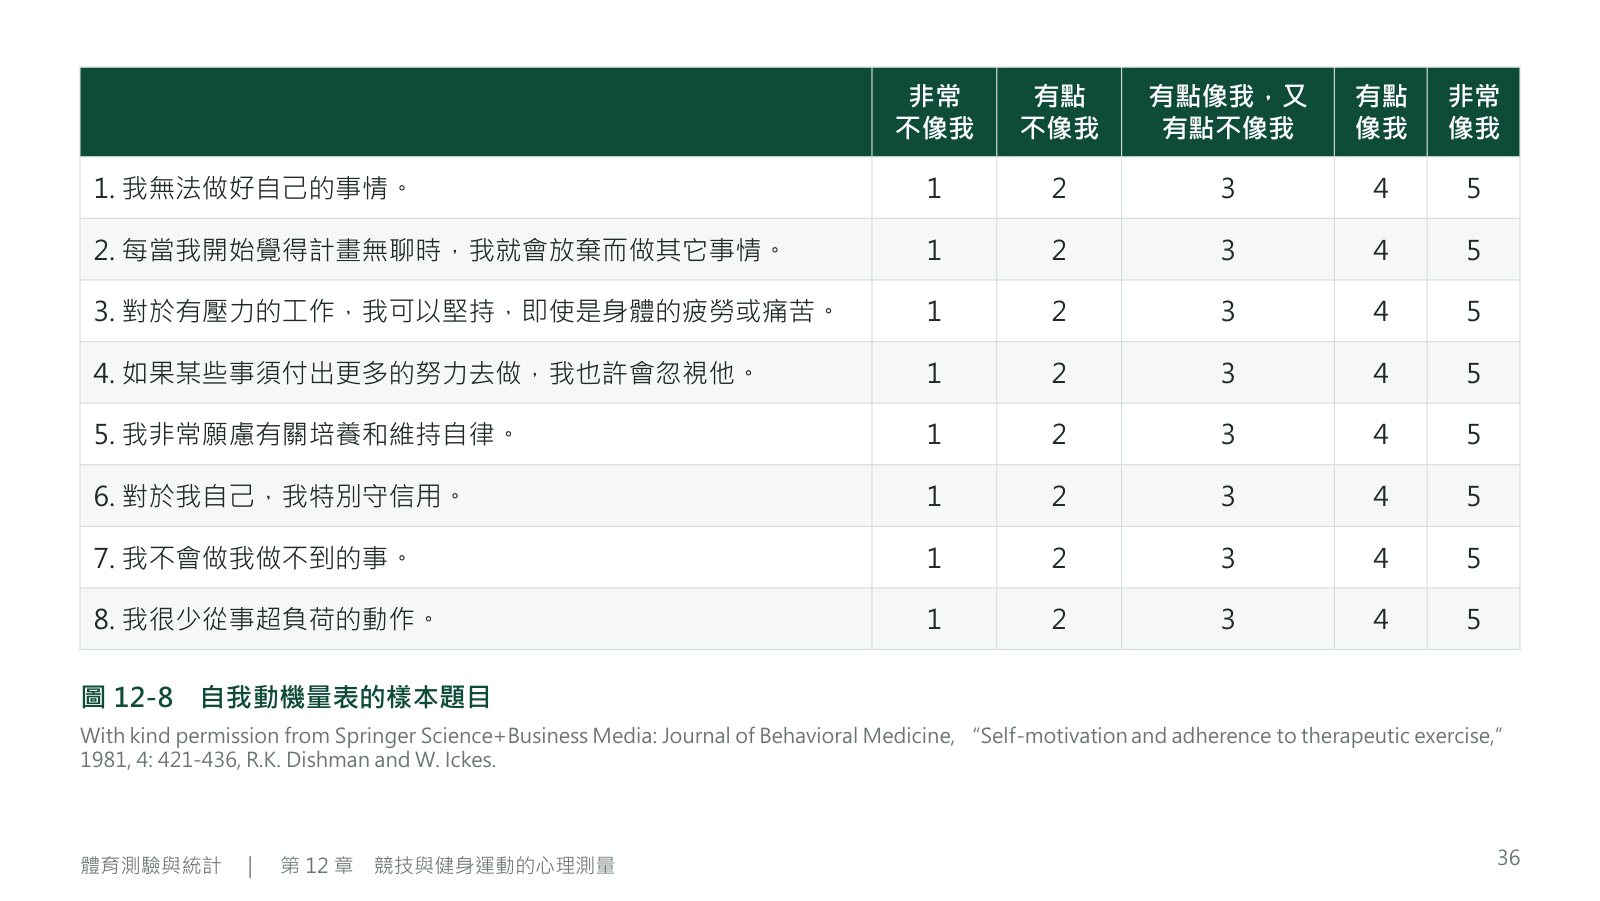 非常
不像我
有點
不像我
有點像我，又
有點不像我
有點
像我
非常
像我
1. 我無法做好自己的事情。 1 2 3 4 5
2. 每當我開始覺得計畫無聊時，我就會放棄而做其它事情。 1 2 3 4 5
3. 對於有壓力的工作，我可以堅持，即使是身體的疲勞或痛苦。 1 2 3 4 5
4. 如果某些事須付出更多的努力去做，我也許會忽視他。 1 2 3 4 5
5. 我非常願慮有關培養和維持自律。 1 2 3 4 5
6. 對於我自己，我特別守信用。 1 2 3 4 5
7. 我不會做我做不到的事。 1 2 3 4 5
8. 我很少從事超負荷的動作。 1 2 3 4 5
圖 12-8　自我動機量表的樣本題目
With kind permission from Springer Science+Business Media: Journal of Behavioral Medicine, “Self-motivation and adherence to therapeutic exercise,”
1981, 4: 421-436, R.K. Dishman and W. Ickes.
體育測驗與統計　|　第 12 章　競技與健身運動的心理測量
36